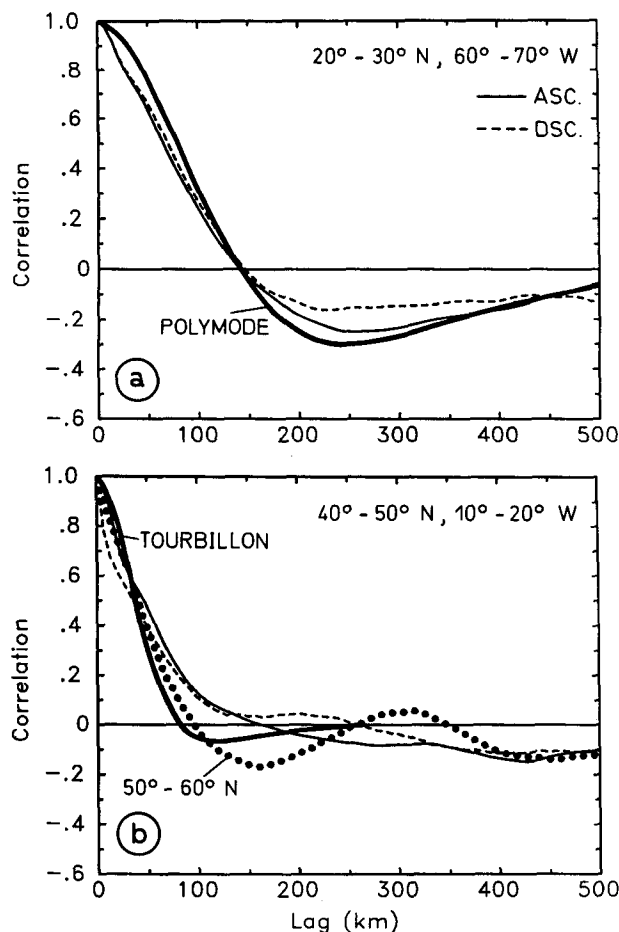 1.0
.8
.6
.4
.2
0
-.2
-.4
-.6
Correlation
20° - 30° N , 60° - 70° W
ASC.
DSC.
POLYMODE
a
0 100 200 300 400 500
1.0
.8
.6
.4
.2
0
-.2
-.4
-.6
Correlation
40° - 50° N , 10° - 20° W
TOURBILLON
50° - 60° N
b
0 100 200 300 400 500
Lag (km)